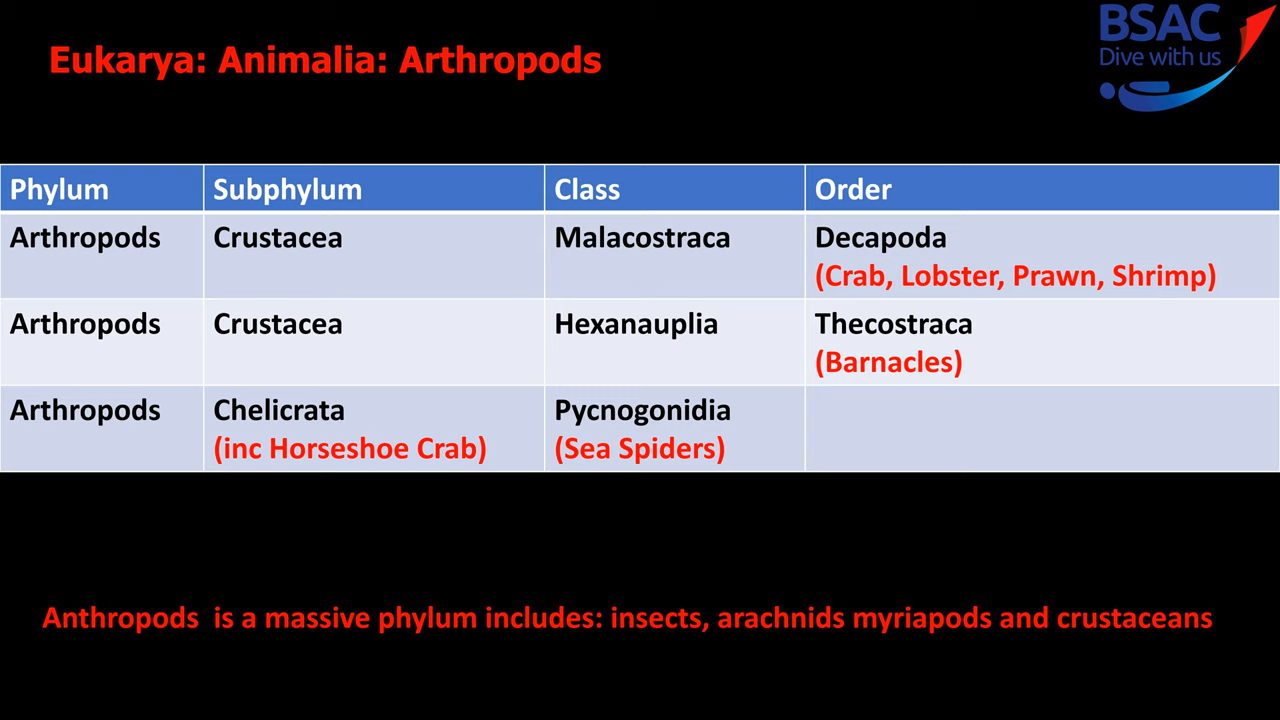 BSAC
Dive with us
Eukarya: Animalia: Arthropods
Phylum Subphylum Class Order
Arthropods Crustacea Malacostraca Decapoda
(Crab, Lobster, Prawn, Shrimp)
Arthropods Crustacea Hexanauplia Thecostraca
(Barnacles)
Arthropods Chelicrata Pycnogonidia
(inc Horseshoe Crab) (Sea Spiders)
Anthropods is a massive phylum includes: insects, arachnids myriapods and crustaceans